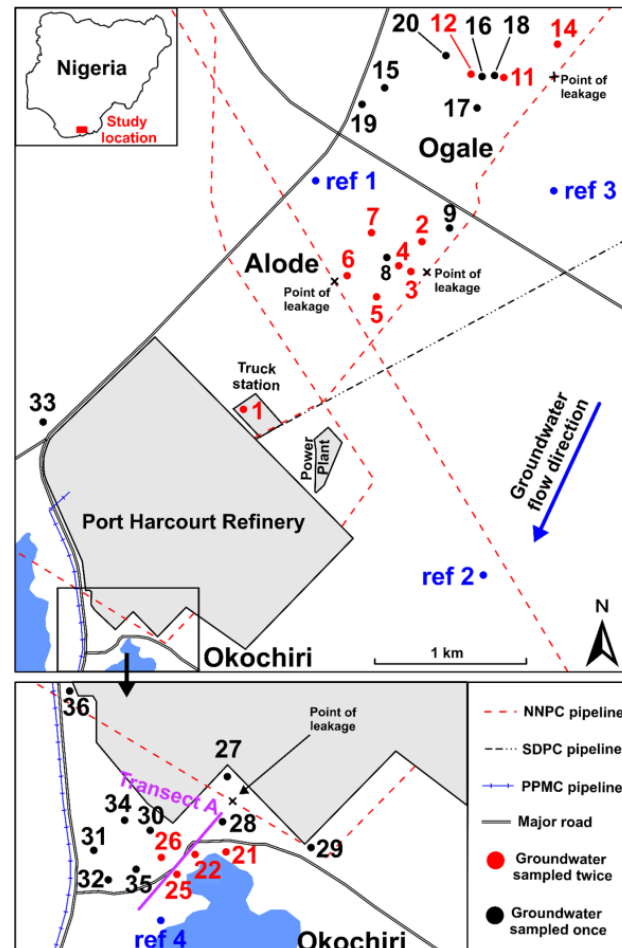 Nigeria
Study
location
20
12
16
18
14
15
11
Point of
leakage
19
17
Ogale
ref 1
ref 3
7
2
9
Alode
6
8
4
3
Point of
leakage
Point of
leakage
5
Truck
station
1
33
Power
Plant
Groundwater
flow direction
Port Harcourt Refinery
ref 2
N
Okochiri
1 km
36
Point of
leakage
27
Transect A
34
30
28
31
26
21
29
22
32
35
25
ref 4
Okochiri
NNPC pipeline
SDPC pipeline
PPMC pipeline
Major road
Groundwater
sampled twice
Groundwater
sampled once